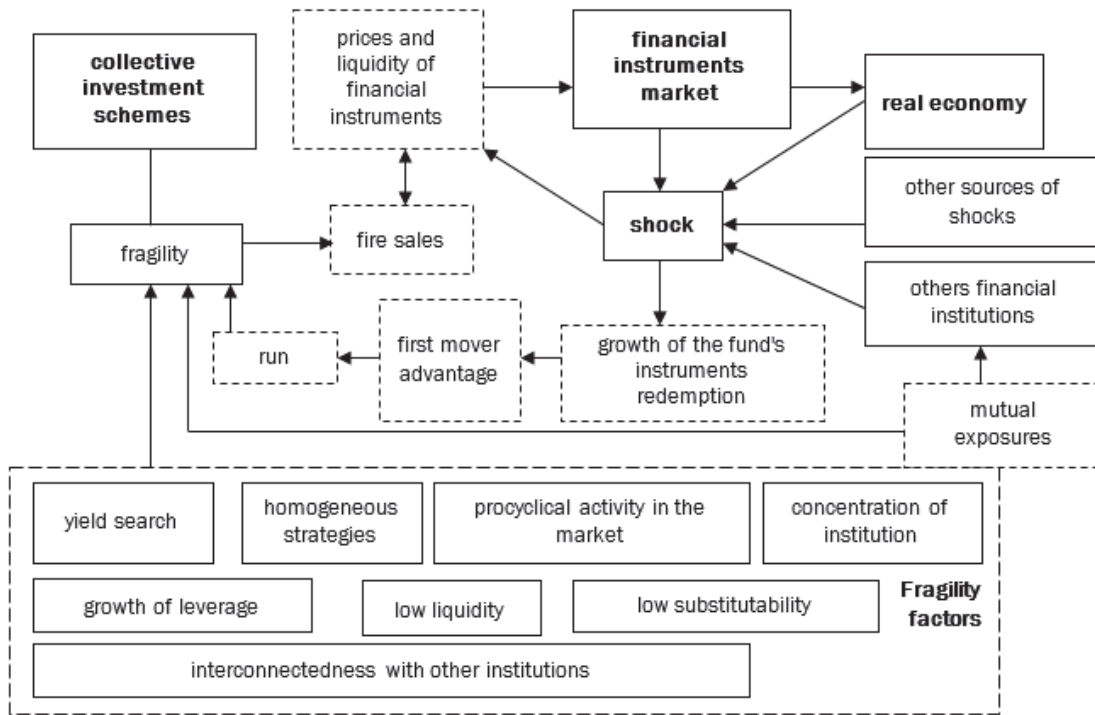 collective
investment
schemes
prices and
liquidity of
financial
instruments
financial
instruments
market
real economy
other sources of
shocks
shock
fire sales
fragility
others financial
institutions
run
first mover
advantage
growth of the fund's
instruments
redemption
mutual
exposures
yield search
homogeneous
strategies
procyclical activity in the
market
concentration of
institution
growth of leverage
low liquidity
low substitutability
Fragility
factors
interconnectedness with other institutions